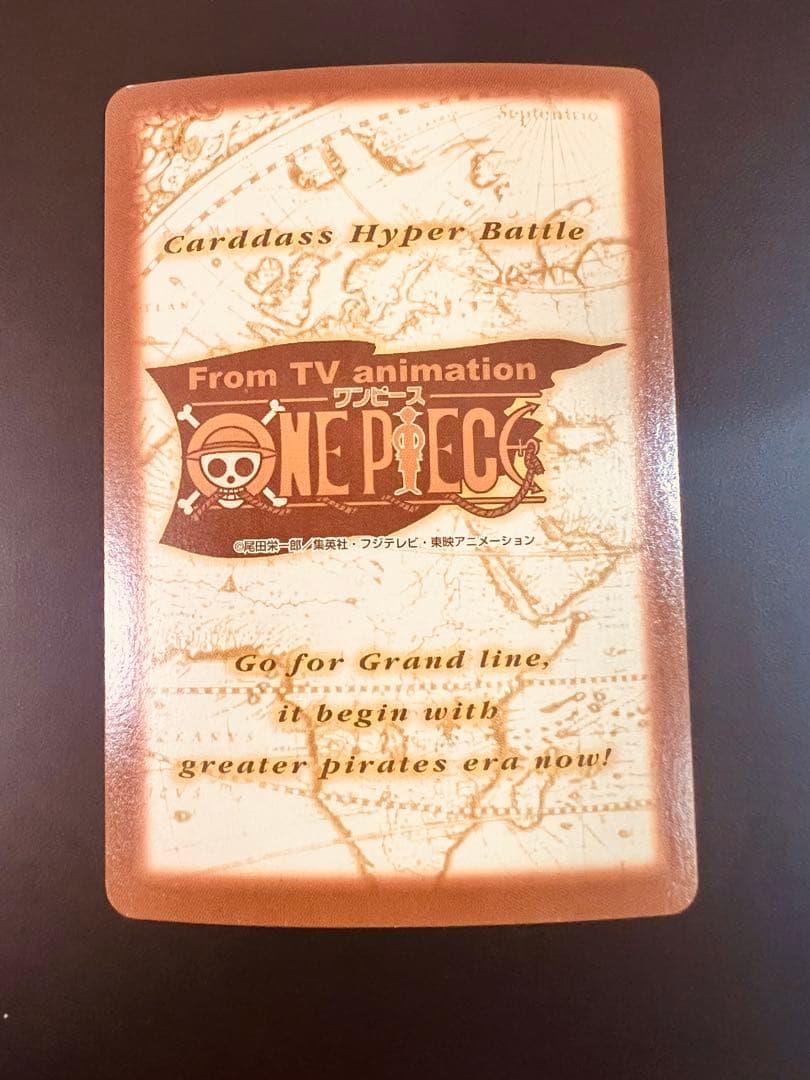 Septentrio
Carddass Hyper Battle
From TV animation
ワンピース
ONE PIECE
©尾田栄一郎/集英社・フジテレビ・東映アニメーション
Go for Grand line,
it begin with
greater pirates era now!